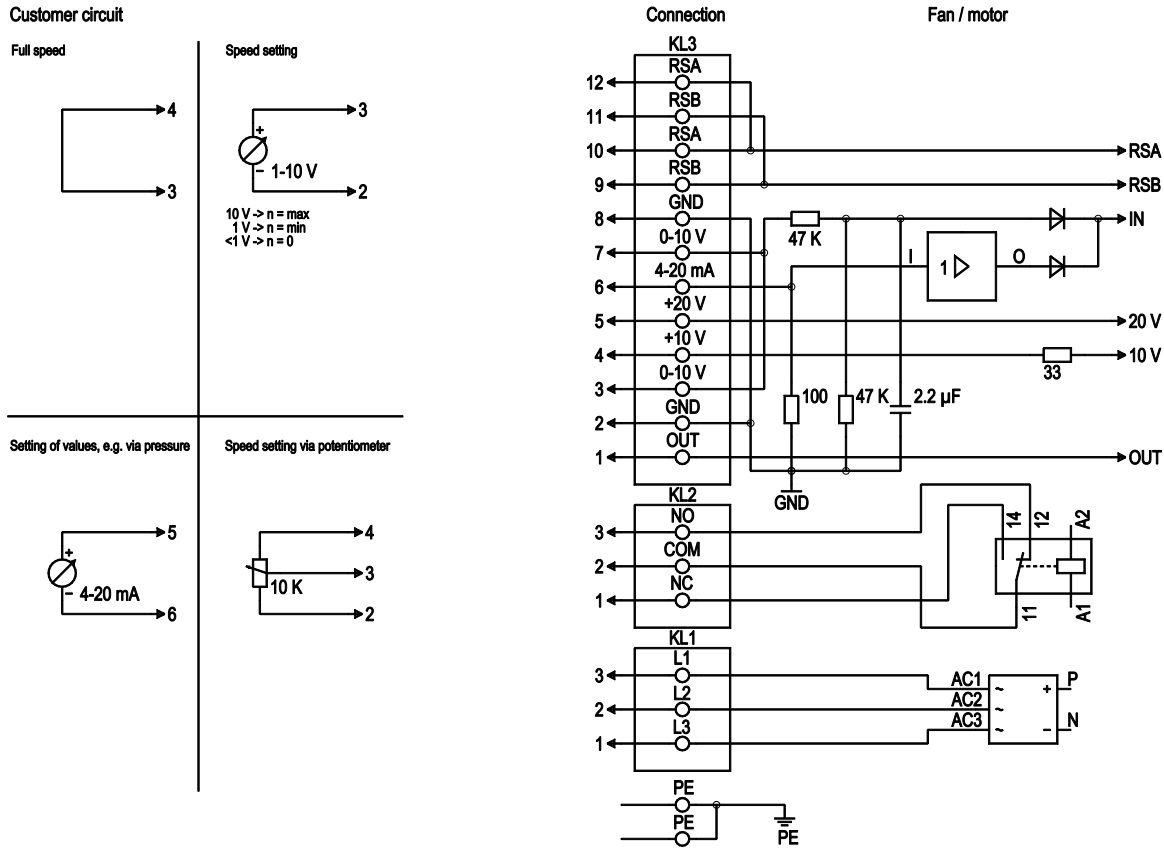 Customer circuit
Connection
Fan / motor
Full speed
Speed setting
4
3
3
+
−
1-10 V
2
10 V -> n = max
1 V -> n = min
<1 V -> n = 0
Setting of values, e.g. via pressure
Speed setting via potentiometer
5
+
−
4-20 mA
6
4
3
10 K
2
KL3
12 RSA
11 RSB
10 RSA
RSA
9 RSB
RSB
8 GND
47 K
IN
7 0-10 V
I
1
O
6 4-20 mA
5 +20 V
20 V
4 +10 V
33
10 V
3 0-10 V
100
47 K
2.2 µF
2 GND
1 OUT
OUT
GND
KL2
3 NO
2 COM
1 NC
14
12
A2
11
A1
KL1
3 L1
AC1
~
+
P
2 L2
AC2
~
1 L3
AC3
~
−
N
PE
PE
PE